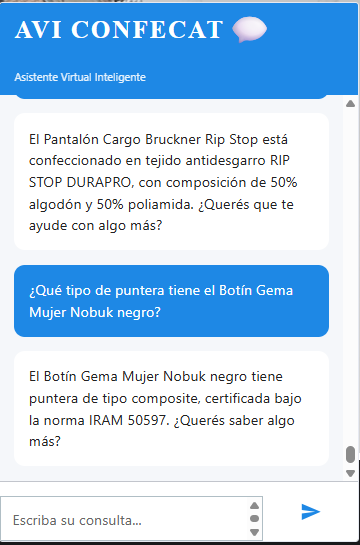 AVI CONFECAT
Asistente Virtual Inteligente
El Pantalón Cargo Bruckner Rip Stop está
confeccionado en tejido antidesgarro RIP
STOP DURAPRO, con composición de 50%
algodón y 50% poliamida. ¿Querés que te
ayude con algo más?
¿Qué tipo de puntera tiene el Botín Gema
Mujer Nobuk negro?
El Botín Gema Mujer Nobuk negro tiene
puntera de tipo composite, certificada bajo
la norma IRAM 50597. ¿Querés saber algo
más?
Escriba su consulta...